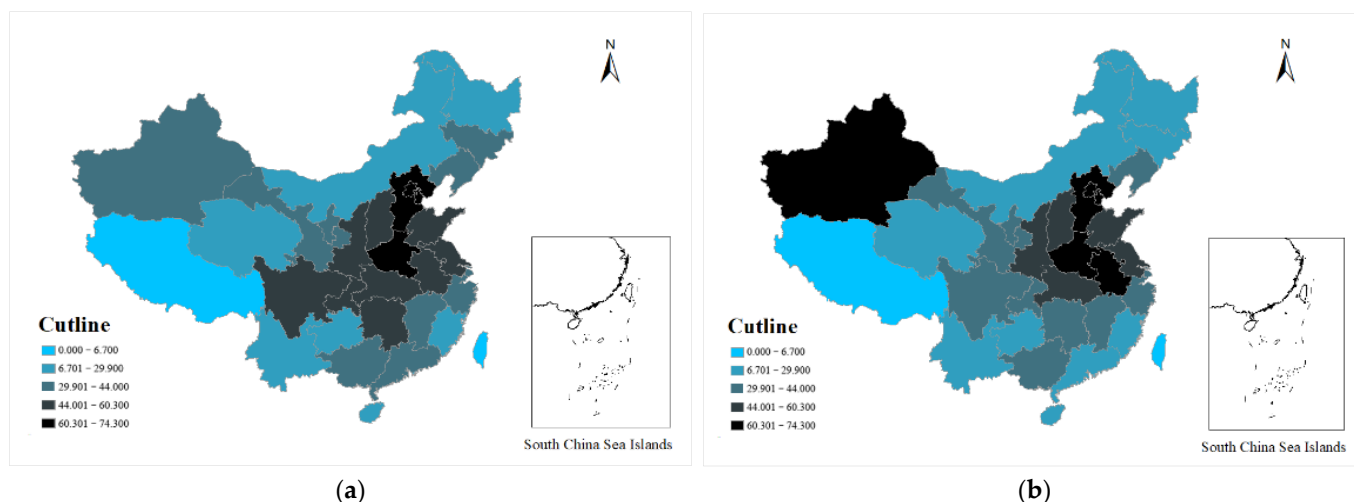 N
Cutline
0.000 – 6.700
6.701 – 29.900
29.901 – 44.000
44.001 – 60.300
60.301 – 74.300
South China Sea Islands
(a)
N
Cutline
0.000 – 6.700
6.701 – 29.900
29.901 – 44.000
44.001 – 60.300
60.301 – 74.300
South China Sea Islands
(b)